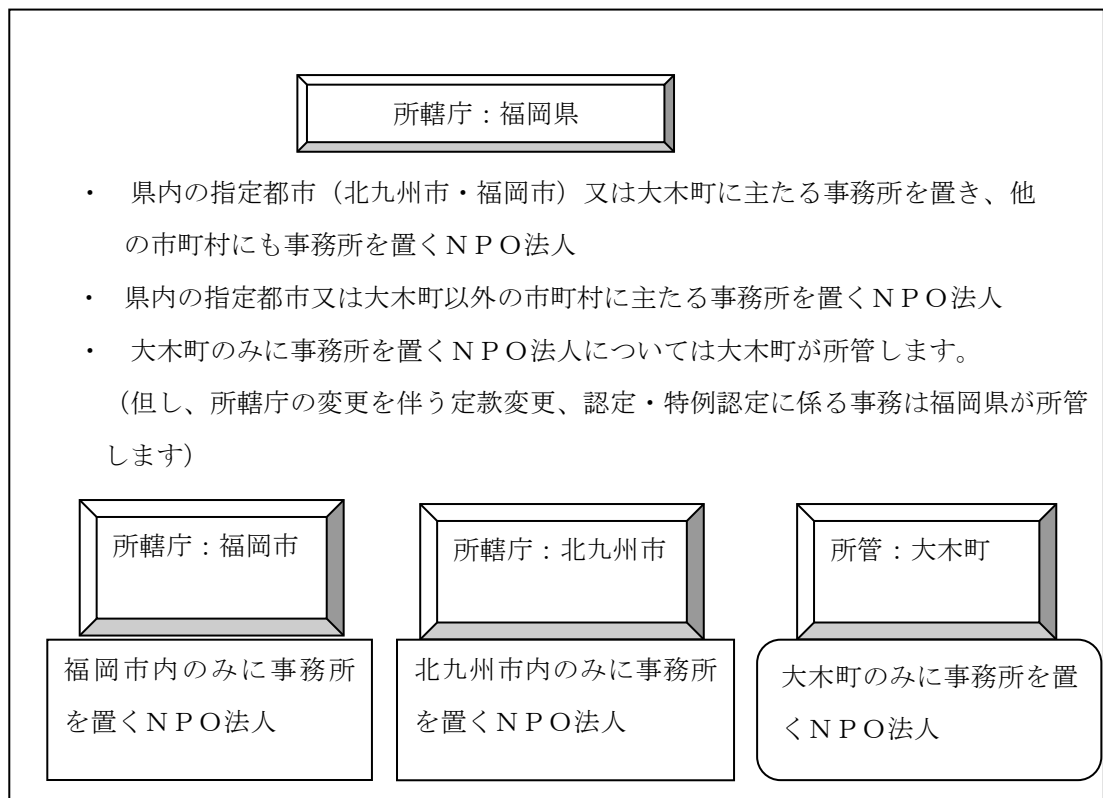 所轄庁：福岡県
・　県内の指定都市（北九州市・福岡市）又は大木町に主たる事務所を置き、他
の市町村にも事務所を置くＮＰＯ法人
・　県内の指定都市又は大木町以外の市町村に主たる事務所を置くＮＰＯ法人
・　大木町のみに事務所を置くＮＰＯ法人については大木町が所管します。
（但し、所轄庁の変更を伴う定款変更、認定・特例認定に係る事務は福岡県が所管
します）
所轄庁：福岡市
福岡市内のみに事務所
を置くＮＰＯ法人
所轄庁：北九州市
北九州市内のみに事務所
を置くＮＰＯ法人
所管：大木町
大木町のみに事務所を置
くＮＰＯ法人